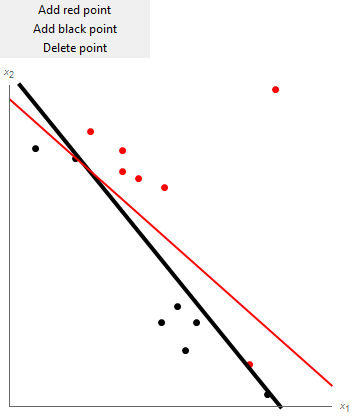 Add red point
Add black point
Delete point
x2
x1